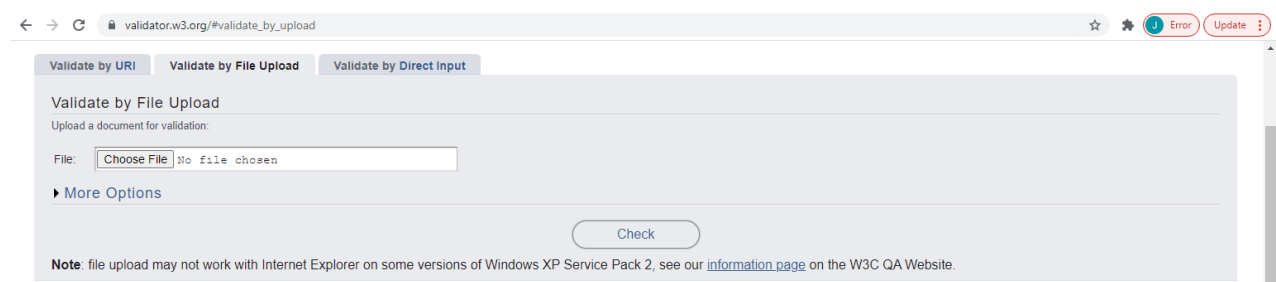 validator.w3.org/#validate_by_upload J Error Update
Validate by URI Validate by File Upload Validate by Direct Input
Validate by File Upload
Upload a document for validation:
File: Choose File No file chosen
More Options
Check
Note: file upload may not work with Internet Explorer on some versions of Windows XP Service Pack 2, see our information page on the W3C QA Website.